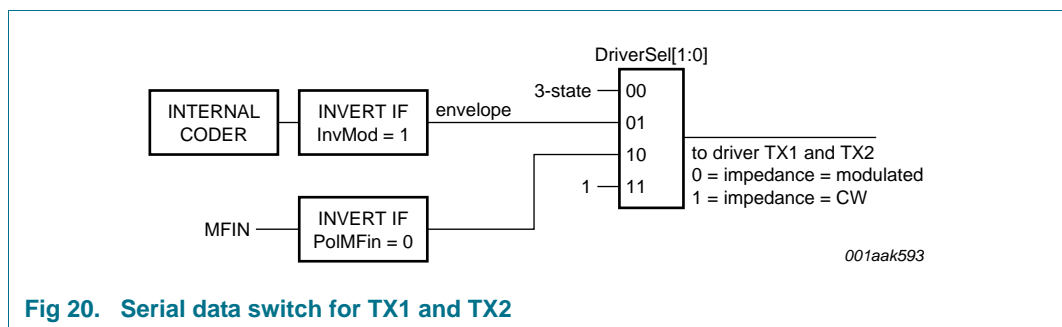 DriverSel[1:0]
3-state
00
INTERNAL
CODER
INVERT IF
InvMod = 1
envelope
01
10
1
11
to driver TX1 and TX2
0 = impedance = modulated
1 = impedance = CW
MFIN
INVERT IF
PolMFin = 0
001aak593
Fig 20. Serial data switch for TX1 and TX2